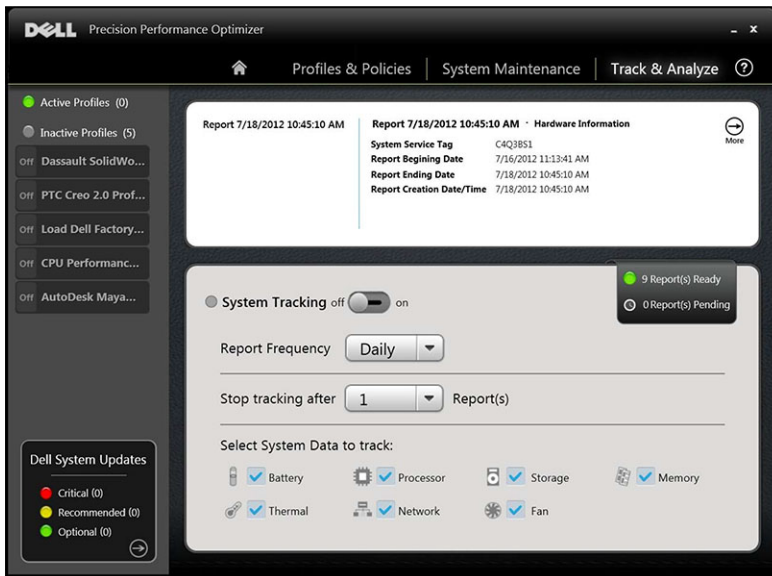 DELL Precision Performance Optimizer
Profiles & Policies System Maintenance Track & Analyze ?
Active Profiles (0)
Inactive Profiles (5)
Off Dassault SolidWo...
Off PTC Creo 2.0 Prof...
Off Load Dell Factory...
Off CPU Performanc...
Off AutoDesk Maya...
Dell System Updates
Critical (0)
Recommended (0)
Optional (0)
Report 7/18/2012 10:45:10 AM
Report 7/18/2012 10:45:10 AM · Hardware Information
System Service Tag C4Q3BS1
Report Begining Date 7/16/2012 11:13:41 AM
Report Ending Date 7/18/2012 10:45:10 AM
Report Creation Date/Time 7/18/2012 10:45:10 AM
More
9 Report(s) Ready
0 Report(s) Pending
System Tracking off on
Report Frequency Daily
Stop tracking after 1 Report(s)
Select System Data to track:
Battery Processor Storage Memory
Thermal Network Fan